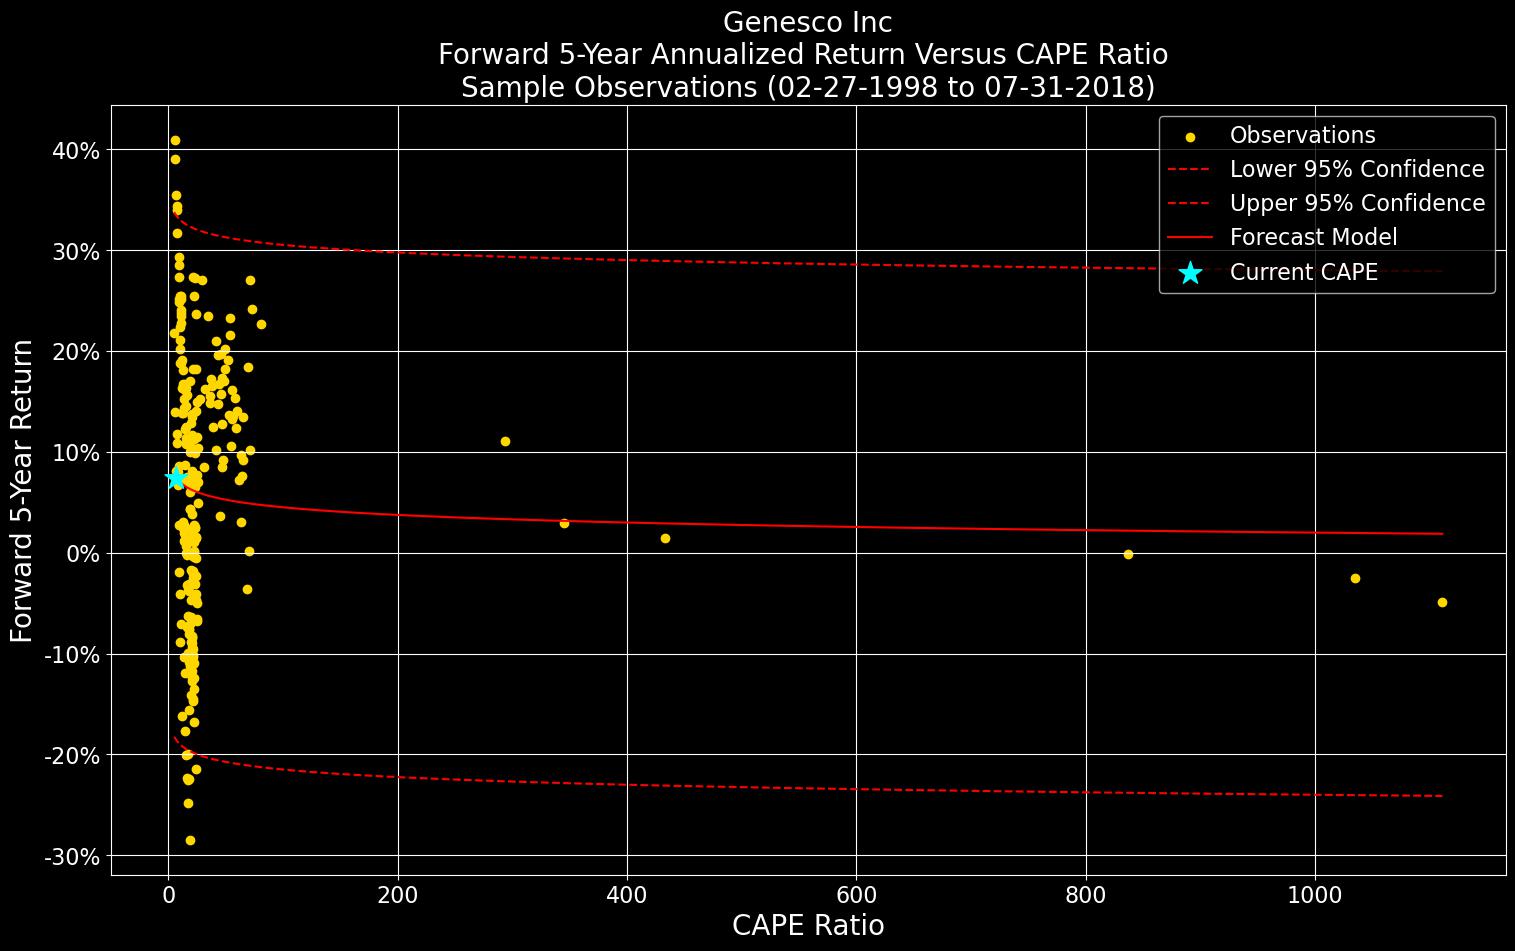 Genesco Inc
Forward 5-Year Annualized Return Versus CAPE Ratio
Sample Observations (02-27-1998 to 07-31-2018)
Observations
Lower 95% Confidence
Upper 95% Confidence
Forecast Model
Current CAPE
Forward 5-Year Return
40%
30%
20%
10%
0%
-10%
-20%
-30%
0 200 400 600 800 1000
CAPE Ratio